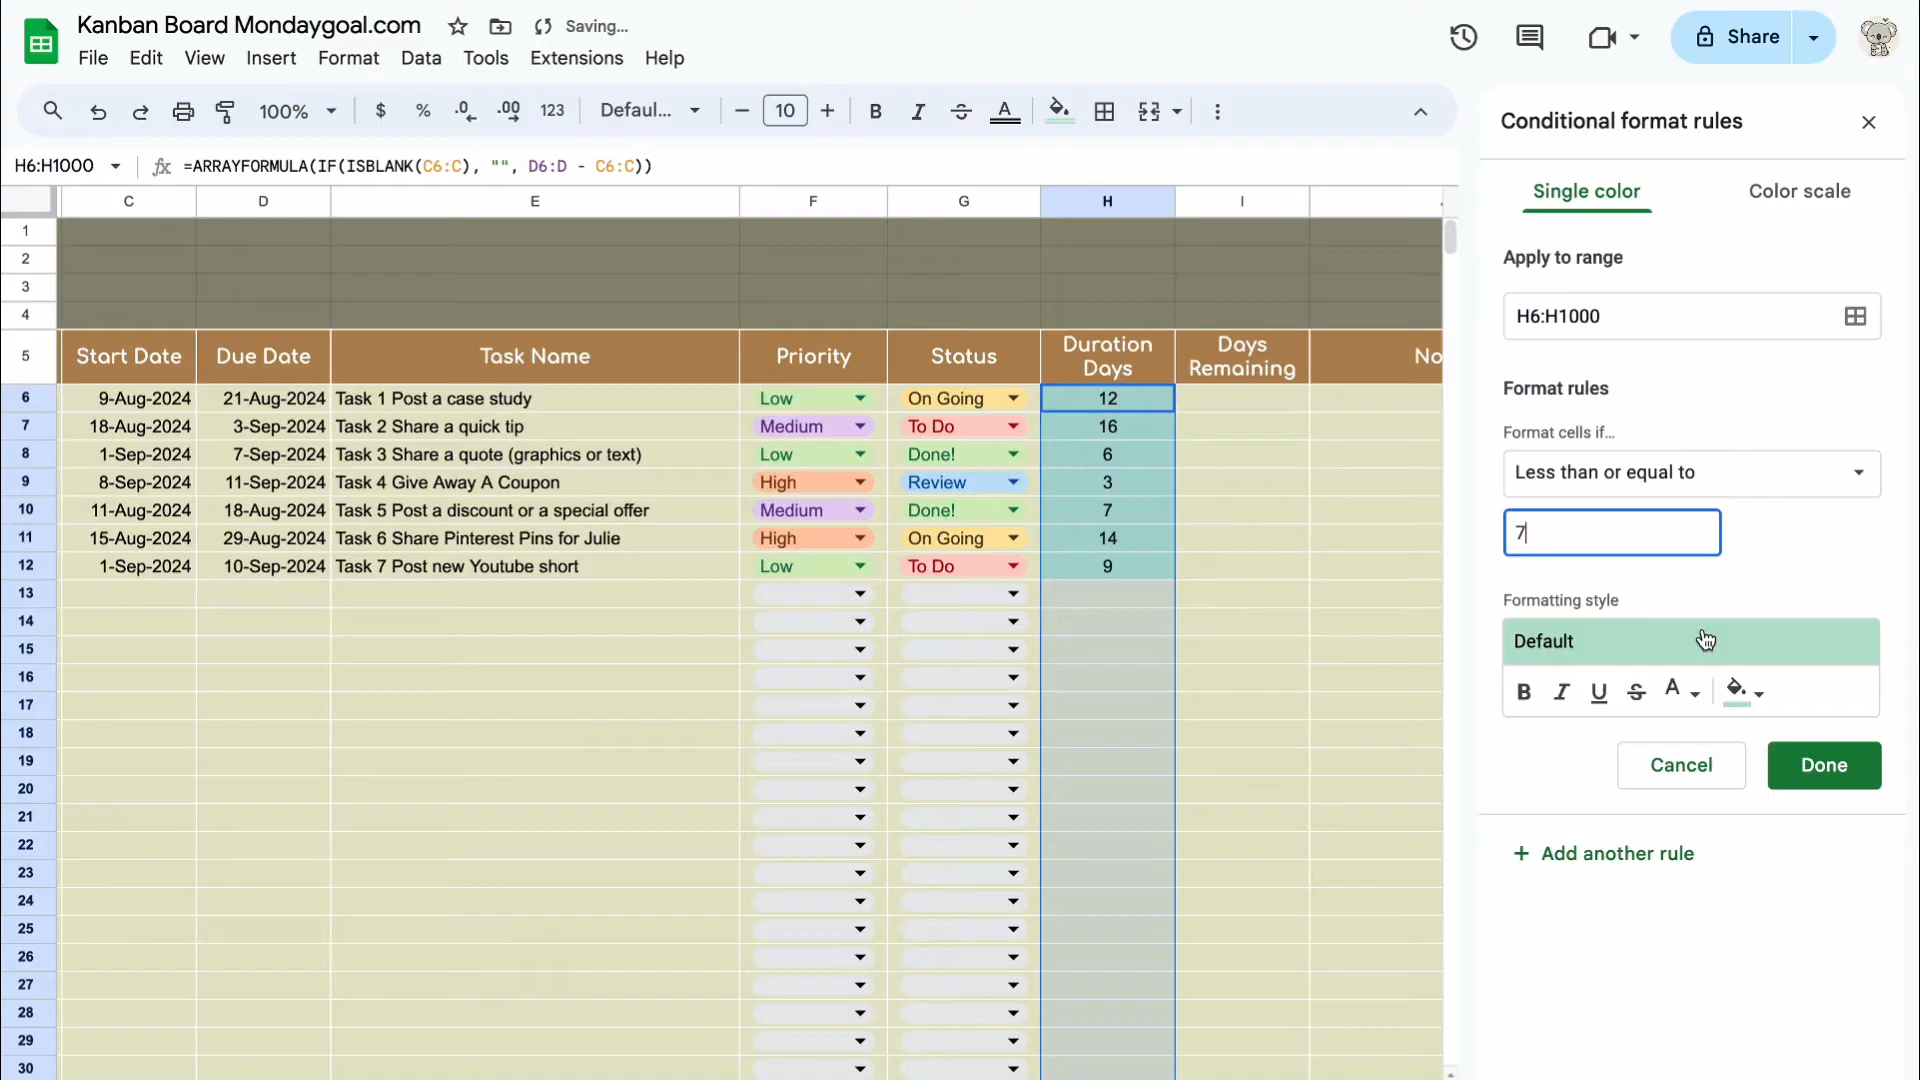 Kanban Board Mondaygoal.com Saving...
File Edit View Insert Format Data Tools Extensions Help
Share
100% $ % .0 .00 123 Defaul... − 10 + B I S A
H6:H1000 fx =ARRAYFORMULA(IF(ISBLANK(C6:C), "", D6:D - C6:C))
C D E F G H I
1
2
3
4
5 Start Date Due Date Task Name Priority Status Duration Days Days Remaining No
6 9-Aug-2024 21-Aug-2024 Task 1 Post a case study Low On Going 12
7 18-Aug-2024 3-Sep-2024 Task 2 Share a quick tip Medium To Do 16
8 1-Sep-2024 7-Sep-2024 Task 3 Share a quote (graphics or text) Low Done! 6
9 8-Sep-2024 11-Sep-2024 Task 4 Give Away A Coupon High Review 3
10 11-Aug-2024 18-Aug-2024 Task 5 Post a discount or a special offer Medium Done! 7
11 15-Aug-2024 29-Aug-2024 Task 6 Share Pinterest Pins for Julie High On Going 14
12 1-Sep-2024 10-Sep-2024 Task 7 Post new Youtube short Low To Do 9
13
14
15
16
17
18
19
20
21
22
23
24
25
26
27
28
29
30
Conditional format rules
Single color Color scale
Apply to range
H6:H1000
Format rules
Format cells if…
Less than or equal to
7
Formatting style
Default
B I U S A
Cancel Done
+ Add another rule